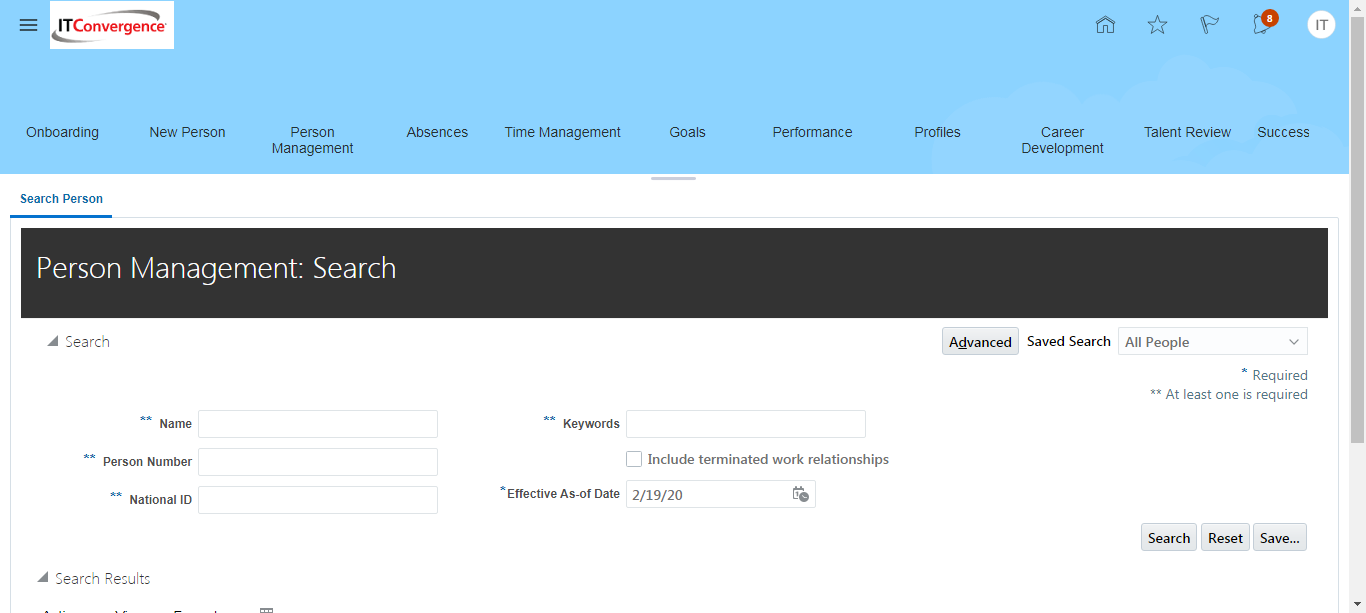 ITConvergence
8
IT
Onboarding New Person Person Management Absences Time Management Goals Performance Profiles Career Development Talent Review Success
Search Person
Person Management: Search
Search
Advanced Saved Search All People
* Required
** At least one is required
** Name
** Keywords
** Person Number
Include terminated work relationships
** National ID
*Effective As-of Date 2/19/20
Search Reset Save...
Search Results